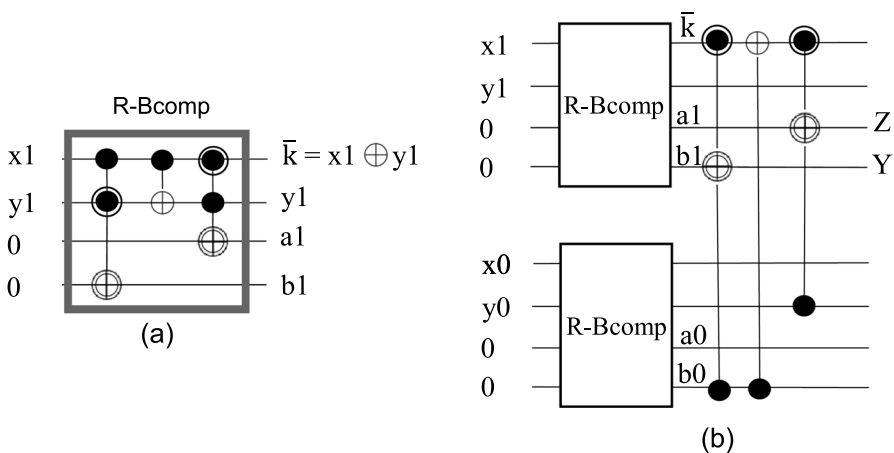 R-Bcomp
x1
k̄ = x1 ⊕ y1
y1
y1
0
a1
0
b1
(a)
k̄
x1
y1
R-Bcomp
0
a1
Z
0
b1
Y
x0
y0
R-Bcomp
0
a0
0
b0
(b)